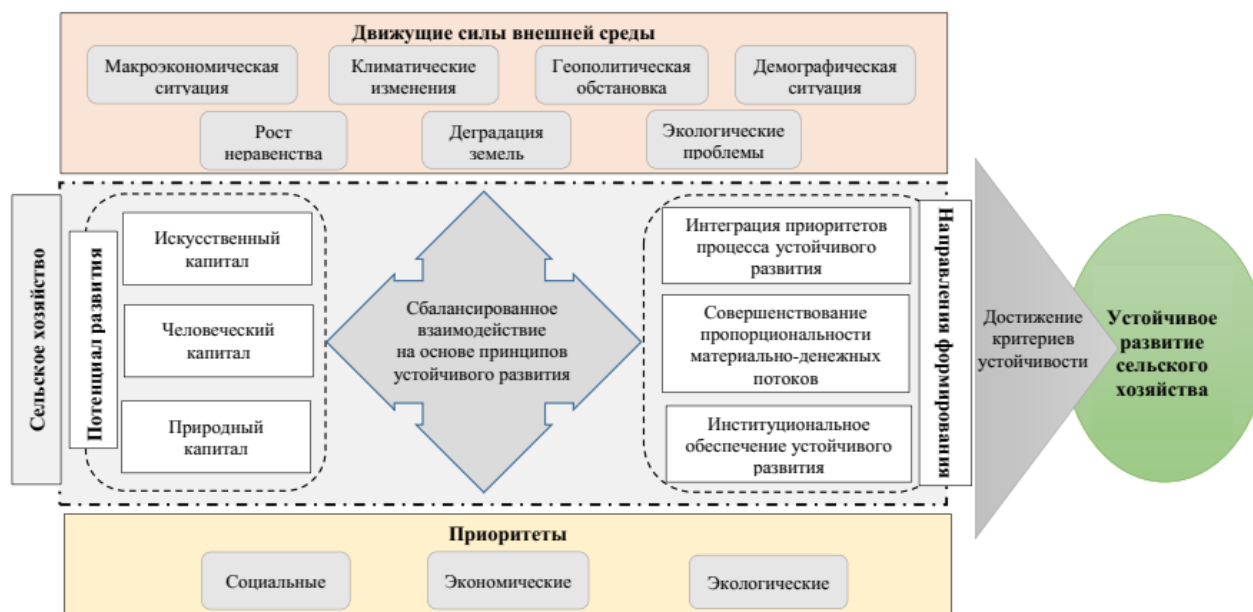 Движущие силы внешней среды
Макроэкономическая
ситуация
Климатические
изменения
Геополитическая
обстановка
Демографическая
ситуация
Рост
неравенства
Деградация
земель
Экологические
проблемы
Сельское хозяйство
Потенциал развития
Искусственный
капитал
Человеческий
капитал
Природный
капитал
Сбалансированное
взаимодействие
на основе принципов
устойчивого развития
Интеграция приоритетов
процесса устойчивого
развития
Совершенствование
пропорциональности
материально-денежных
потоков
Институциональное
обеспечение устойчивого
развития
Направления формирования
Достижение
критериев
устойчивости
Устойчивое
развитие
сельского
хозяйства
Приоритеты
Социальные
Экономические
Экологические